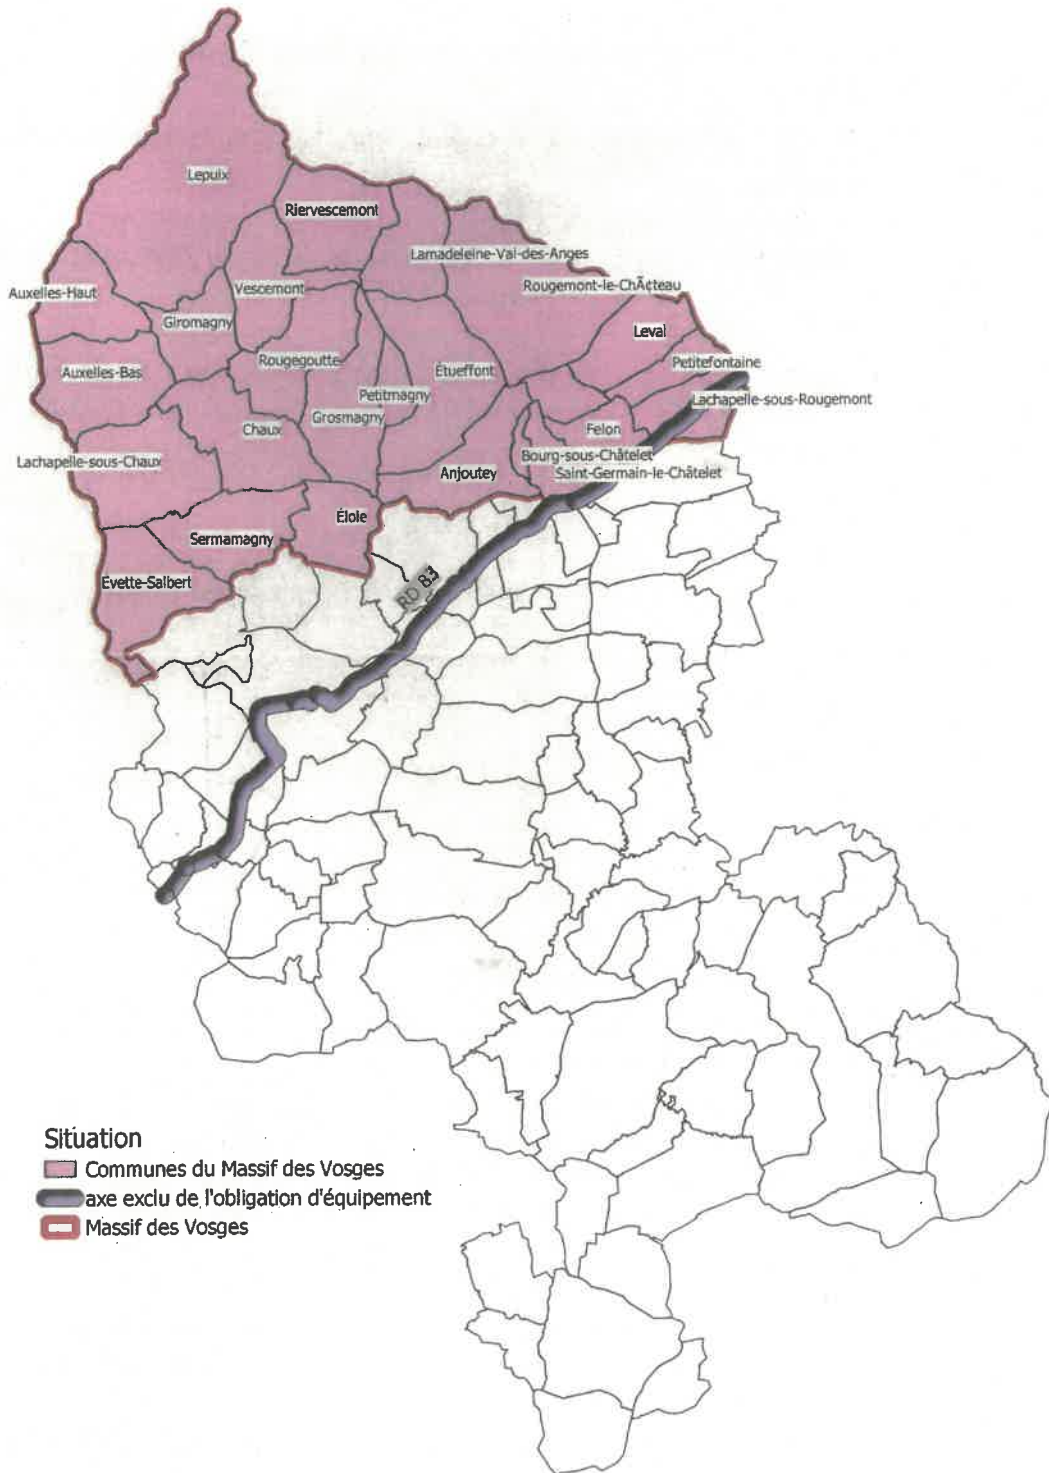 Lepuix
Riervescemont
Lamadeleine-Val-des-Anges
Rougemont-le-ChÃ¢teau
Auxelles-Haut
Vescemont
Giromagny
Leval
Rougegoutte
Petitefontaine
Auxelles-Bas
Étueffont
Petitmagny
Lachapelle-sous-Rougemont
Grosmagny
Chaux
Felon
Bourg-sous-Châtelet
Lachapelle-sous-Chaux
Anjoutey
Saint-Germain-le-Châtelet
Éloie
Sermamagny
Evette-Salbert
RD 83
Situation
Communes du Massif des Vosges
axe exclu de l'obligation d'équipement
Massif des Vosges